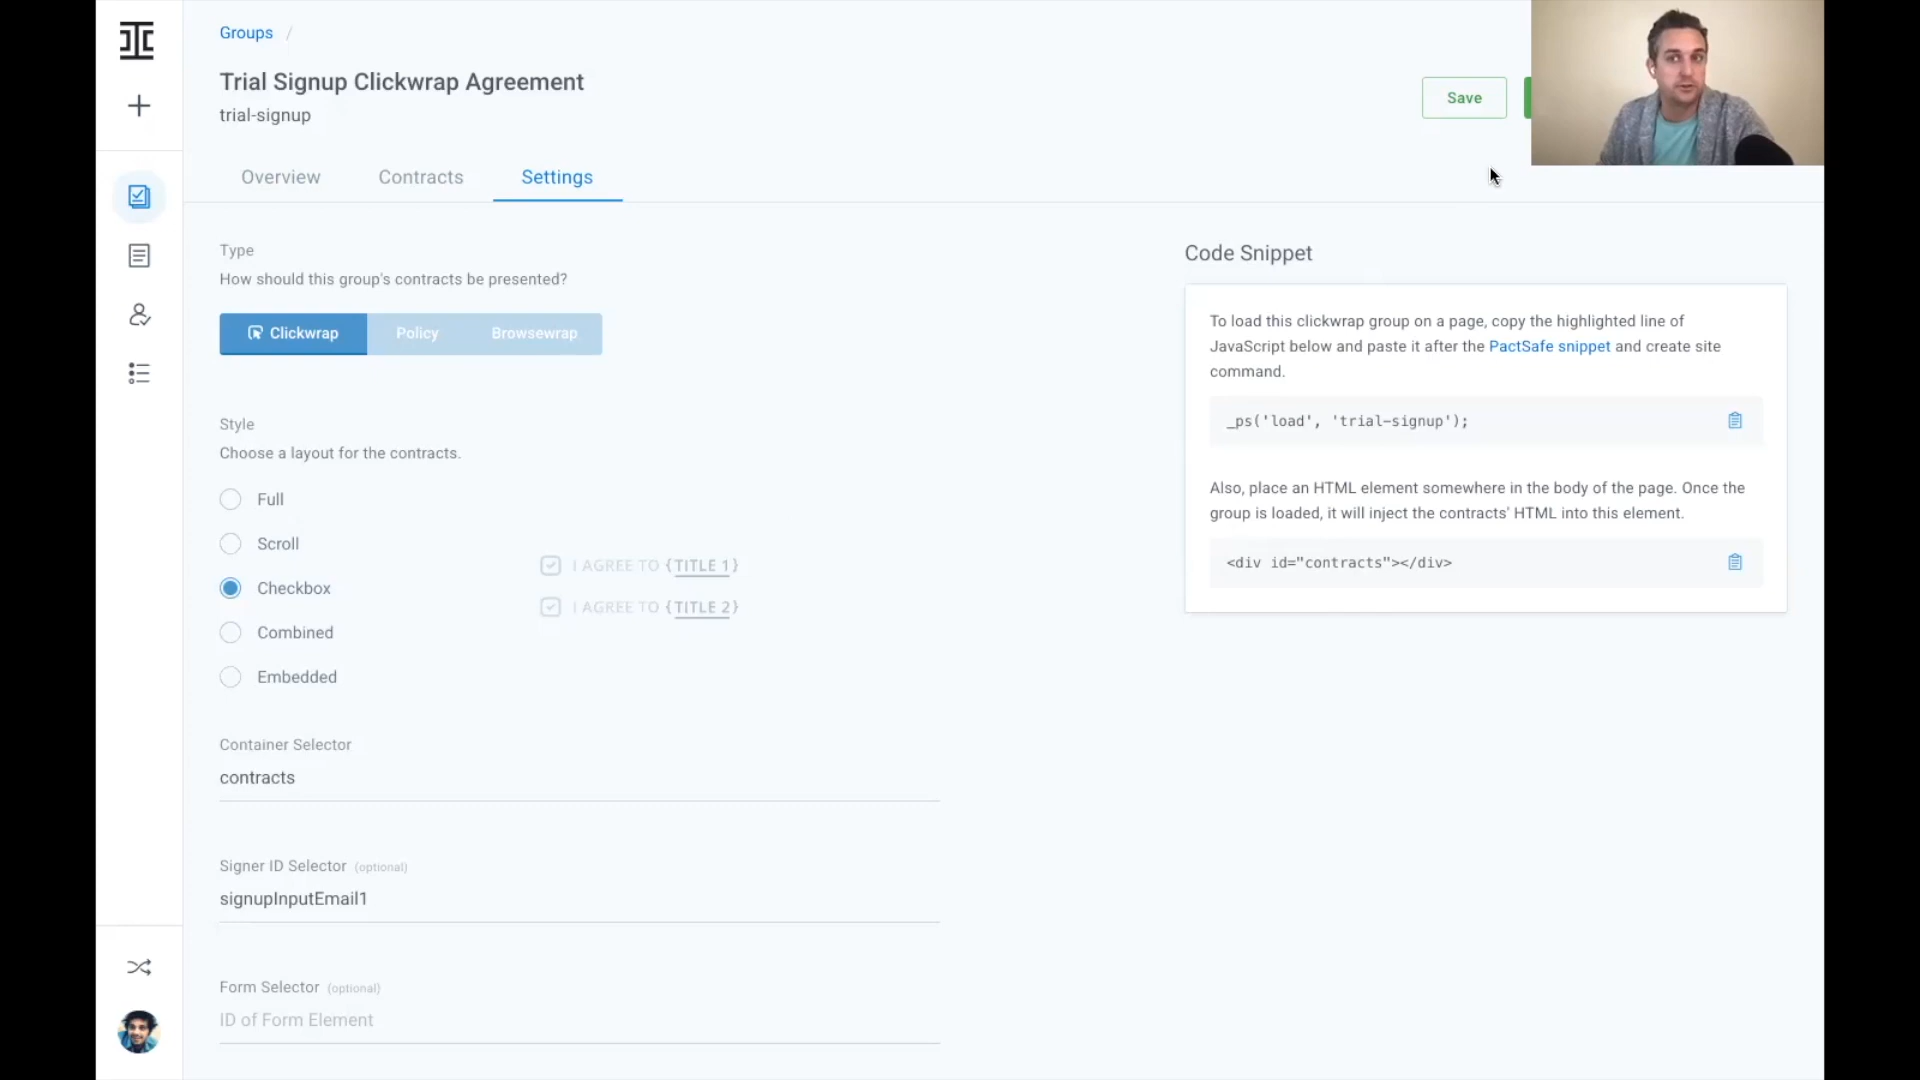 Groups /
Trial Signup Clickwrap Agreement
trial-signup
Save
Overview
Contracts
Settings
Type
How should this group's contracts be presented?
Clickwrap
Policy
Browsewrap
Style
Choose a layout for the contracts.
Full
Scroll
Checkbox
Combined
Embedded
I AGREE TO {TITLE 1}
I AGREE TO {TITLE 2}
Container Selector
contracts
Signer ID Selector (optional)
signupInputEmail1
Form Selector (optional)
ID of Form Element
Code Snippet
To load this clickwrap group on a page, copy the highlighted line of
JavaScript below and paste it after the PactSafe snippet and create site
command.
_ps('load', 'trial-signup');
Also, place an HTML element somewhere in the body of the page. Once the
group is loaded, it will inject the contracts' HTML into this element.
<div id="contracts"></div>